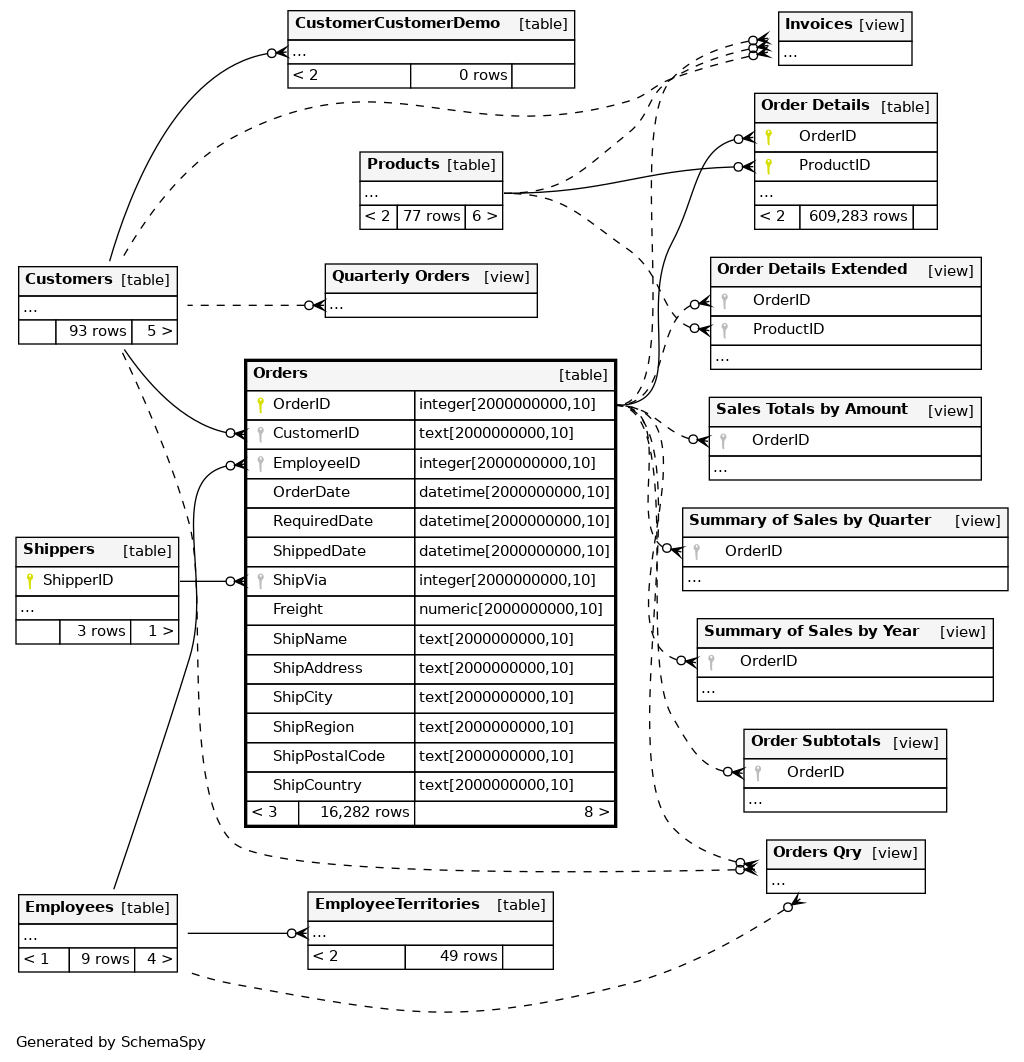 CustomerCustomerDemo [table]
...
< 2 0 rows
Invoices [view]
...
Order Details [table]
OrderID
ProductID
...
< 2 609,283 rows
Products [table]
...
< 2 77 rows 6 >
Customers [table]
...
93 rows 5 >
Quarterly Orders [view]
...
Order Details Extended [view]
OrderID
ProductID
...
Orders [table]
OrderID integer[2000000000,10]
CustomerID text[2000000000,10]
EmployeeID integer[2000000000,10]
OrderDate datetime[2000000000,10]
RequiredDate datetime[2000000000,10]
ShippedDate datetime[2000000000,10]
ShipVia integer[2000000000,10]
Freight numeric[2000000000,10]
ShipName text[2000000000,10]
ShipAddress text[2000000000,10]
ShipCity text[2000000000,10]
ShipRegion text[2000000000,10]
ShipPostalCode text[2000000000,10]
ShipCountry text[2000000000,10]
< 3 16,282 rows 8 >
Sales Totals by Amount [view]
OrderID
...
Summary of Sales by Quarter [view]
OrderID
...
Shippers [table]
ShipperID
...
3 rows 1 >
Summary of Sales by Year [view]
OrderID
...
Order Subtotals [view]
OrderID
...
Orders Qry [view]
...
Employees [table]
...
< 1 9 rows 4 >
EmployeeTerritories [table]
...
< 2 49 rows
Generated by SchemaSpy